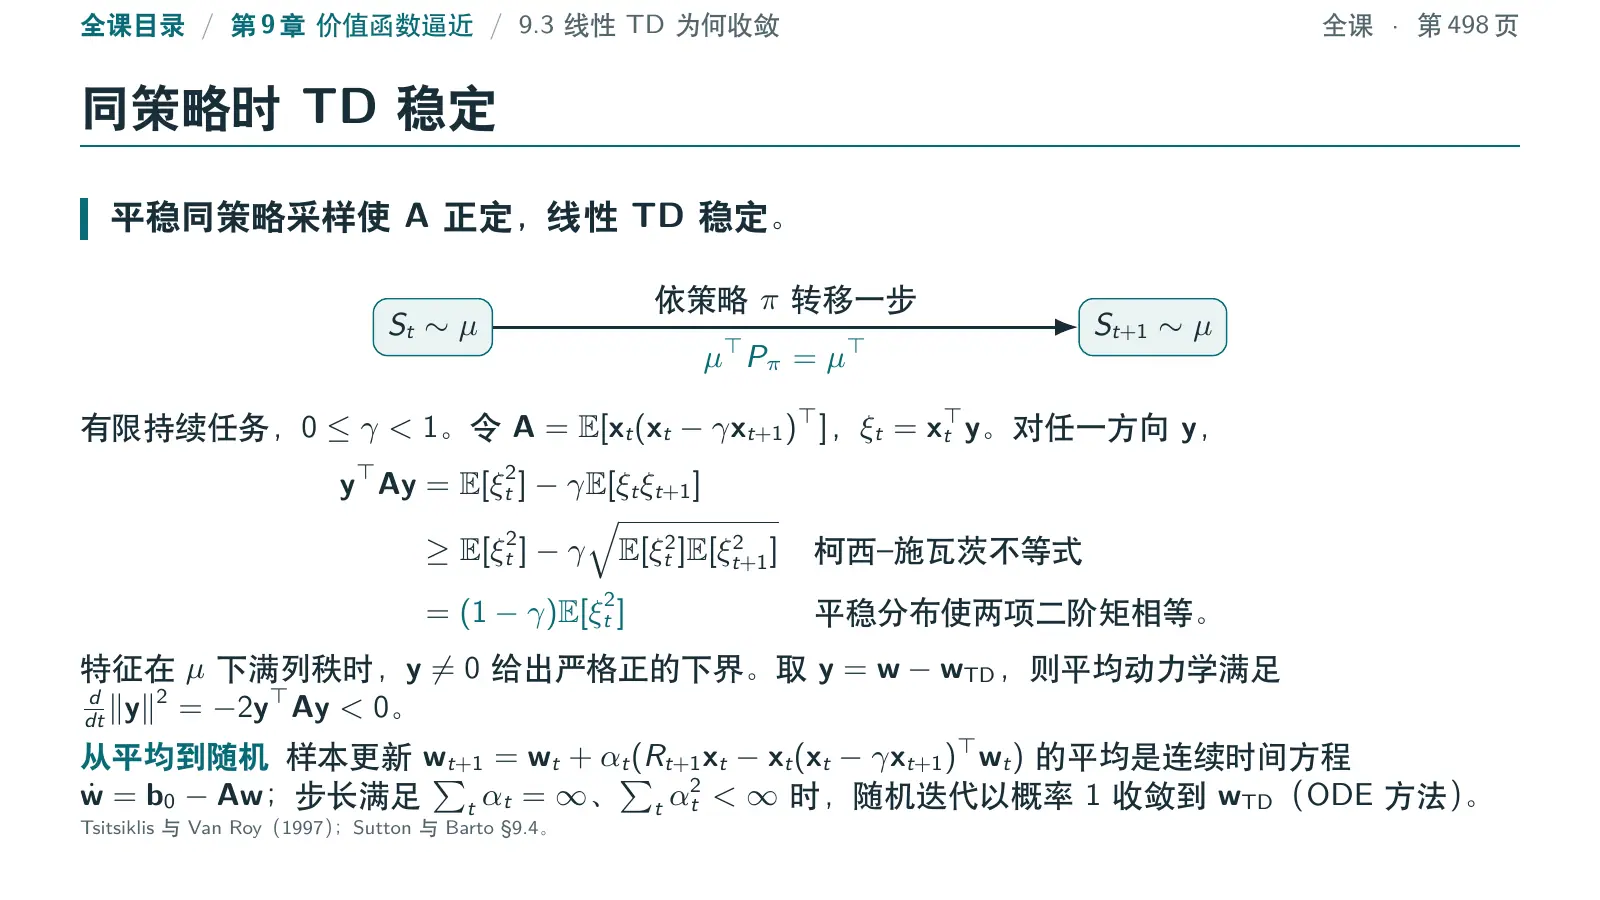 全课目录 / 第 9 章 价值函数逼近 / 9.3 线性 TD 为何收敛
全课 · 第 498 页
同策略时 TD 稳定
平稳同策略采样使 A 正定，线性 TD 稳定。
依策略 π 转移一步
S_t ∼ μ
S_{t+1} ∼ μ
μ^⊤ P_π = μ^⊤
有限持续任务，0 ≤ γ < 1。令 A = 𝔼[x_t(x_t − γx_{t+1})^⊤]，ξ_t = x_t^⊤ y。对任一方向 y，
y^⊤Ay = 𝔼[ξ_t^2] − γ𝔼[ξ_tξ_{t+1}]
≥ 𝔼[ξ_t^2] − γ√(𝔼[ξ_t^2]𝔼[ξ_{t+1}^2]) 柯西–施瓦茨不等式
= (1 − γ)𝔼[ξ_t^2] 平稳分布使两项二阶矩相等。
特征在 μ 下满列秩时，y ≠ 0 给出严格正的下界。取 y = w − w_TD，则平均动力学满足
d/dt ‖y‖^2 = −2y^⊤Ay < 0。
从平均到随机 样本更新 w_{t+1} = w_t + α_t(R_{t+1}x_t − x_t(x_t − γx_{t+1})^⊤w_t) 的平均是连续时间方程
ẇ = b_0 − Aw；步长满足 ∑_t α_t = ∞、∑_t α_t^2 < ∞ 时，随机迭代以概率 1 收敛到 w_TD（ODE 方法）。
Tsitsiklis 与 Van Roy（1997）；Sutton 与 Barto §9.4。